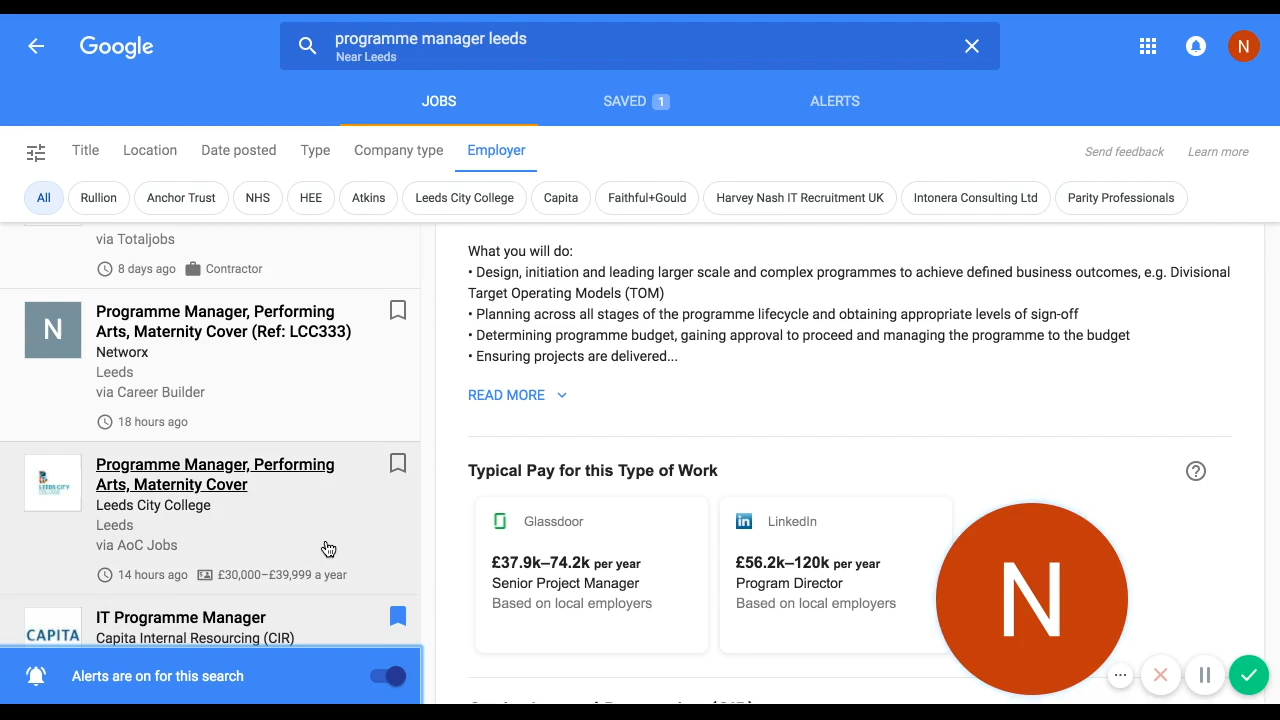 Google
programme manager leeds
Near Leeds
N
JOBS
SAVED 1
ALERTS
Title
Location
Date posted
Type
Company type
Employer
Send feedback
Learn more
All
Rullion
Anchor Trust
NHS
HEE
Atkins
Leeds City College
Capita
Faithful+Gould
Harvey Nash IT Recruitment UK
Intonera Consulting Ltd
Parity Professionals
via Totaljobs
8 days ago
Contractor
N
Programme Manager, Performing
Arts, Maternity Cover (Ref: LCC333)
Networx
Leeds
via Career Builder
18 hours ago
LEEDS CITY
Programme Manager, Performing
Arts, Maternity Cover
Leeds City College
Leeds
via AoC Jobs
14 hours ago
£30,000–£39,999 a year
CAPITA
IT Programme Manager
Capita Internal Resourcing (CIR)
Alerts are on for this search
What you will do:
• Design, initiation and leading larger scale and complex programmes to achieve defined business outcomes, e.g. Divisional
Target Operating Models (TOM)
• Planning across all stages of the programme lifecycle and obtaining appropriate levels of sign-off
• Determining programme budget, gaining approval to proceed and managing the programme to the budget
• Ensuring projects are delivered...
READ MORE
Typical Pay for this Type of Work
Glassdoor
£37.9k–74.2k per year
Senior Project Manager
Based on local employers
in LinkedIn
£56.2k–120k per year
Program Director
Based on local employers
N